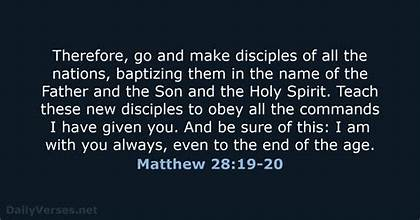 Therefore, go and make disciples of all the
nations, baptizing them in the name of the
Father and the Son and the Holy Spirit. Teach
these new disciples to obey all the commands
I have given you. And be sure of this: I am
with you always, even to the end of the age.
Matthew 28:19-20
DailyVerses.net